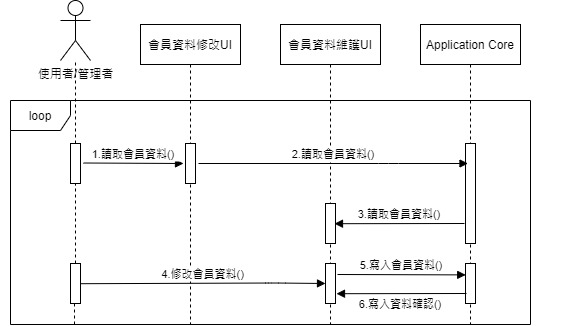 會員資料修改UI
會員資料維護UI
Application Core
使用者/管理者
loop
1.讀取會員資料()
2.讀取會員資料()
3.讀取會員資料()
4.修改會員資料()
5.寫入會員資料()
6.寫入資料確認()